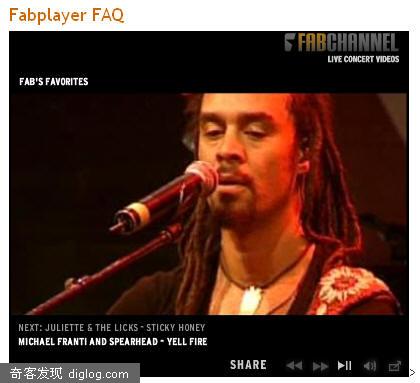 Fabplayer FAQ
FABCHANNEL
LIVE CONCERT VIDEOS
FAB'S FAVORITES
NEXT: JULIETTE & THE LICKS - STICKY HONEY
MICHAEL FRANTI AND SPEARHEAD - YELL FIRE
SHARE
奇客发现 diglog.com